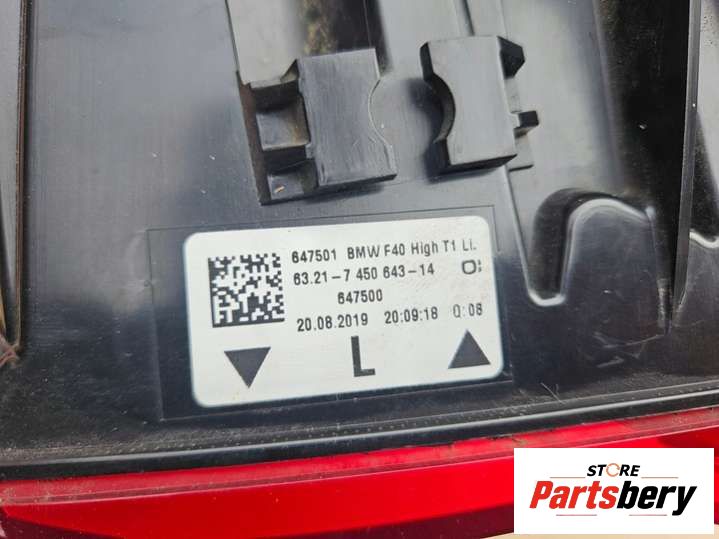 647501 BMW F40 High T1 Li.
63.21-7 450 643-14
647500
20.08.2019 20:09:18 Q:08
L
STORE
Partsbery